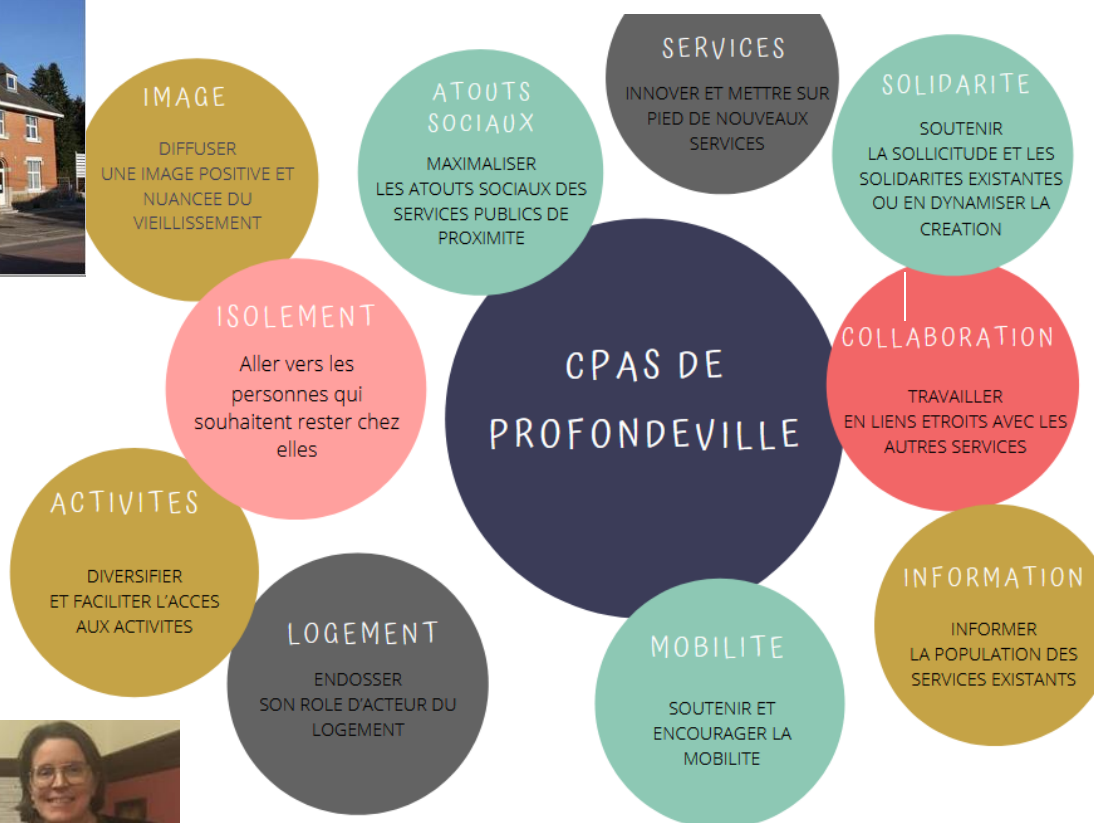 IMAGE
DIFFUSER
UNE IMAGE POSITIVE ET
NUANCEE DU
VIEILLISSEMENT
ATOUTS
SOCIAUX
MAXIMALISER
LES ATOUTS SOCIAUX DES
SERVICES PUBLICS DE
PROXIMITE
SERVICES
INNOVER ET METTRE SUR
PIED DE NOUVEAUX
SERVICES
SOLIDARITE
SOUTENIR
LA SOLLICITUDE ET LES
SOLIDARITES EXISTANTES
OU EN DYNAMISER LA
CREATION
ISOLEMENT
Aller vers les
personnes qui
souhaitent rester chez
elles
CPAS DE
PROFONDEVILLE
COLLABORATION
TRAVAILLER
EN LIENS ETROITS AVEC LES
AUTRES SERVICES
ACTIVITES
DIVERSIFIER
ET FACILITER L'ACCES
AUX ACTIVITES
LOGEMENT
ENDOSSER
SON ROLE D'ACTEUR DU
LOGEMENT
MOBILITE
SOUTENIR ET
ENCOURAGER LA
MOBILITE
INFORMATION
INFORMER
LA POPULATION DES
SERVICES EXISTANTS